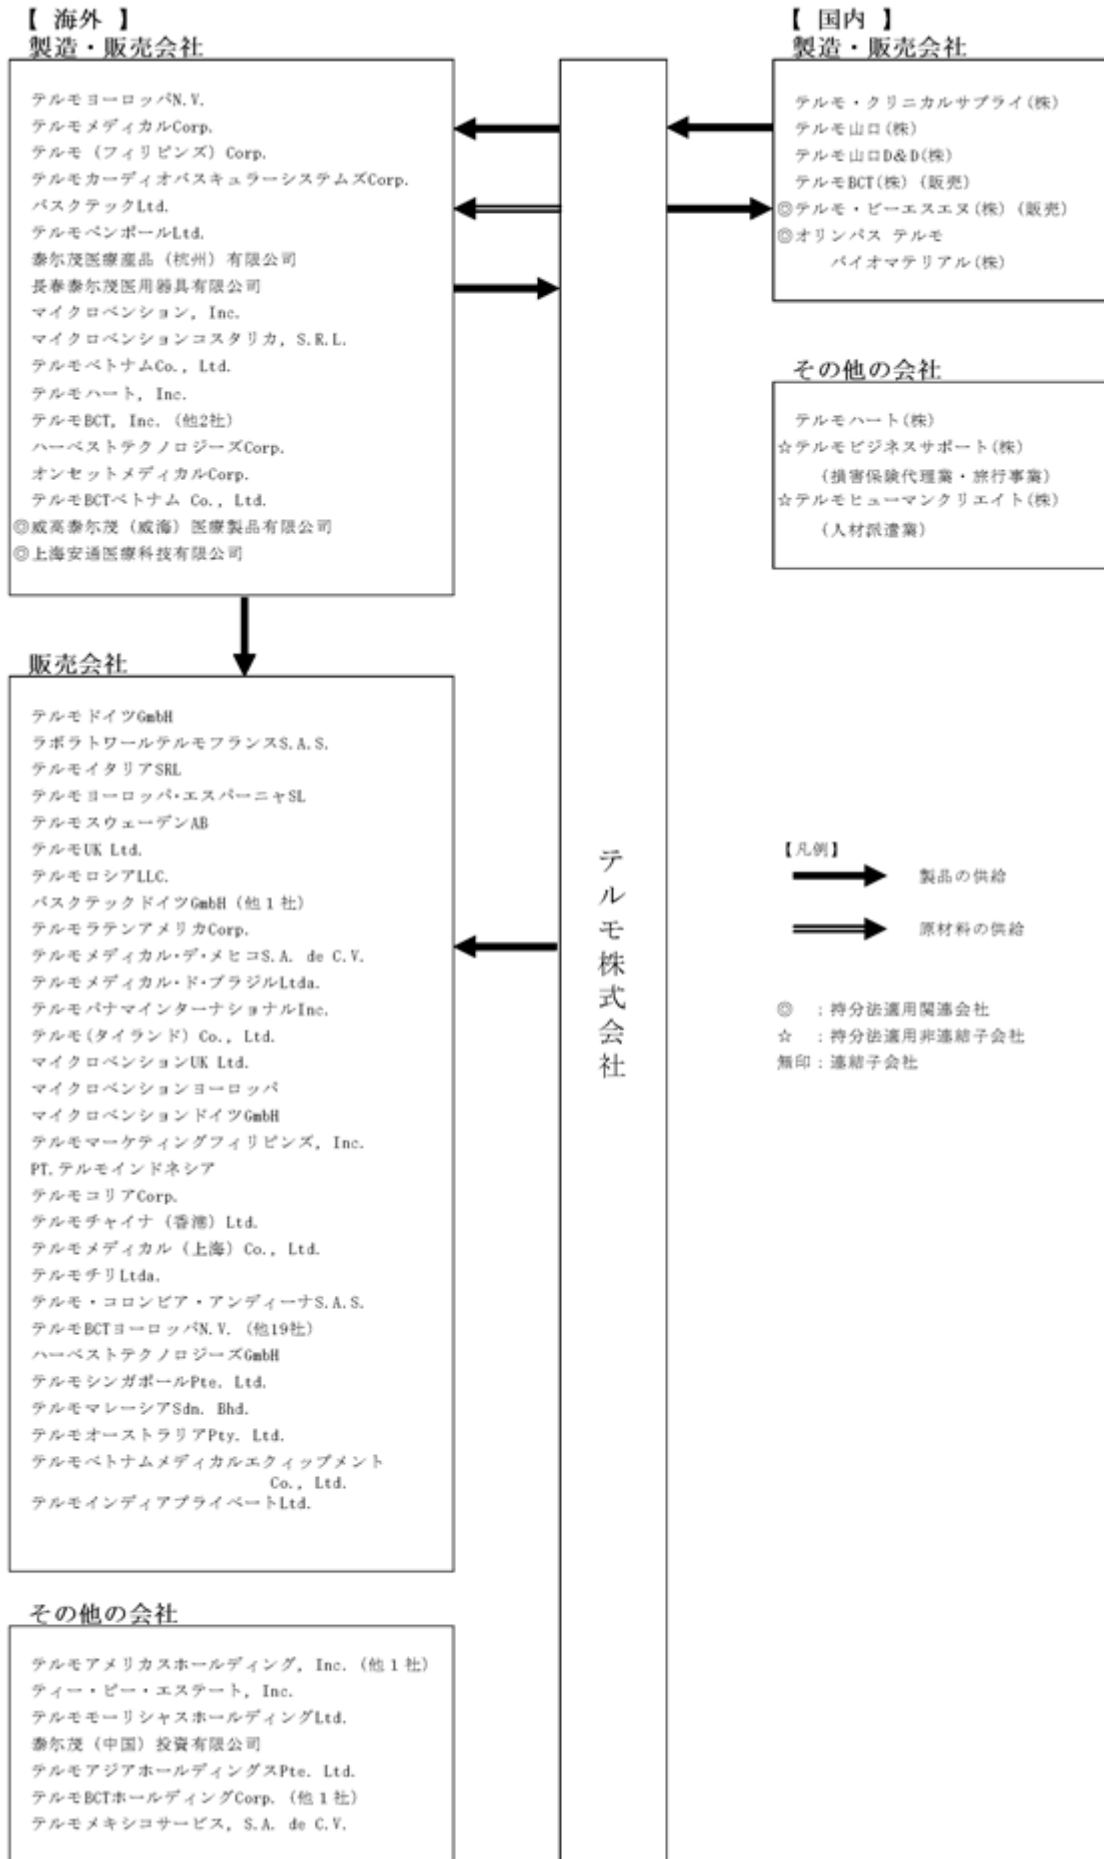 【 海外 】
製造・販売会社
テルモヨーロッパN.V.
テルモメディカルCorp.
テルモ（フィリピンズ）Corp.
テルモカーディオバスキュラーシステムズCorp.
バスクテックLtd.
テルモペンポールLtd.
泰尓茂医療産品（杭州）有限公司
長春泰尓茂医用器具有限公司
マイクロベンション, Inc.
マイクロベンションコスタリカ, S.R.L.
テルモベトナムCo., Ltd.
テルモハート, Inc.
テルモBCT, Inc.（他2社）
ハーベストテクノロジーズCorp.
オンセットメディカルCorp.
テルモBCTベトナム Co., Ltd.
◎威高泰尓茂（威海）医療製品有限公司
◎上海安通医療科技有限公司
販売会社
テルモドイツGmbH
ラボラトワールテルモフランスS.A.S.
テルモイタリアSRL
テルモヨーロッパ・エスパーニャSL
テルモスウェーデンAB
テルモUK Ltd.
テルモロシアLLC.
バスクテックドイツGmbH（他１社）
テルモラテンアメリカCorp.
テルモメディカル・デ・メヒコS.A. de C.V.
テルモメディカル・ド・ブラジルLtda.
テルモパナマインターナショナルInc.
テルモ(タイランド）Co., Ltd.
マイクロベンションUK Ltd.
マイクロベンションヨーロッパ
マイクロベンションドイツGmbH
テルモマーケティングフィリピンズ, Inc.
PT.テルモインドネシア
テルモコリアCorp.
テルモチャイナ（香港）Ltd.
テルモメディカル（上海）Co., Ltd.
テルモチリLtda.
テルモ・コロンビア・アンディーナS.A.S.
テルモBCTヨーロッパN.V.（他19社）
ハーベストテクノロジーズGmbH
テルモシンガポールPte. Ltd.
テルモマレーシアSdn. Bhd.
テルモオーストラリアPty. Ltd.
テルモベトナムメディカルエクィップメント
Co., Ltd.
テルモインディアプライベートLtd.
その他の会社
テルモアメリカスホールディング, Inc.（他１社）
ティー・ピー・エステート, Inc.
テルモモーリシャスホールディングLtd.
泰尓茂（中国）投資有限公司
テルモアジアホールディングスPte. Ltd.
テルモBCTホールディングCorp.（他１社）
テルモメキシコサービス, S.A. de C.V.
テルモ株式会社
【 国内 】
製造・販売会社
テルモ・クリニカルサプライ(株)
テルモ山口(株)
テルモ山口D&D(株)
テルモBCT(株)（販売）
◎テルモ・ビーエスエヌ(株)（販売）
◎オリンパス テルモ
バイオマテリアル(株)
その他の会社
テルモハート(株)
☆テルモビジネスサポート(株)
（損害保険代理業・旅行事業）
☆テルモヒューマンクリエイト(株)
（人材派遣業）
【凡例】
製品の供給
原材料の供給
◎ ：持分法適用関連会社
☆ ：持分法適用非連結子会社
無印：連結子会社